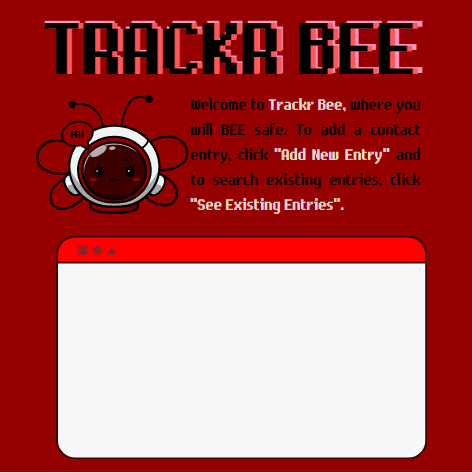 TRACKR BEE
Hi!
Welcome to Trackr Bee, where you
will BEE safe. To add a contact
entry, click "Add New Entry" and
to search existing entries, click
"See Existing Entries".